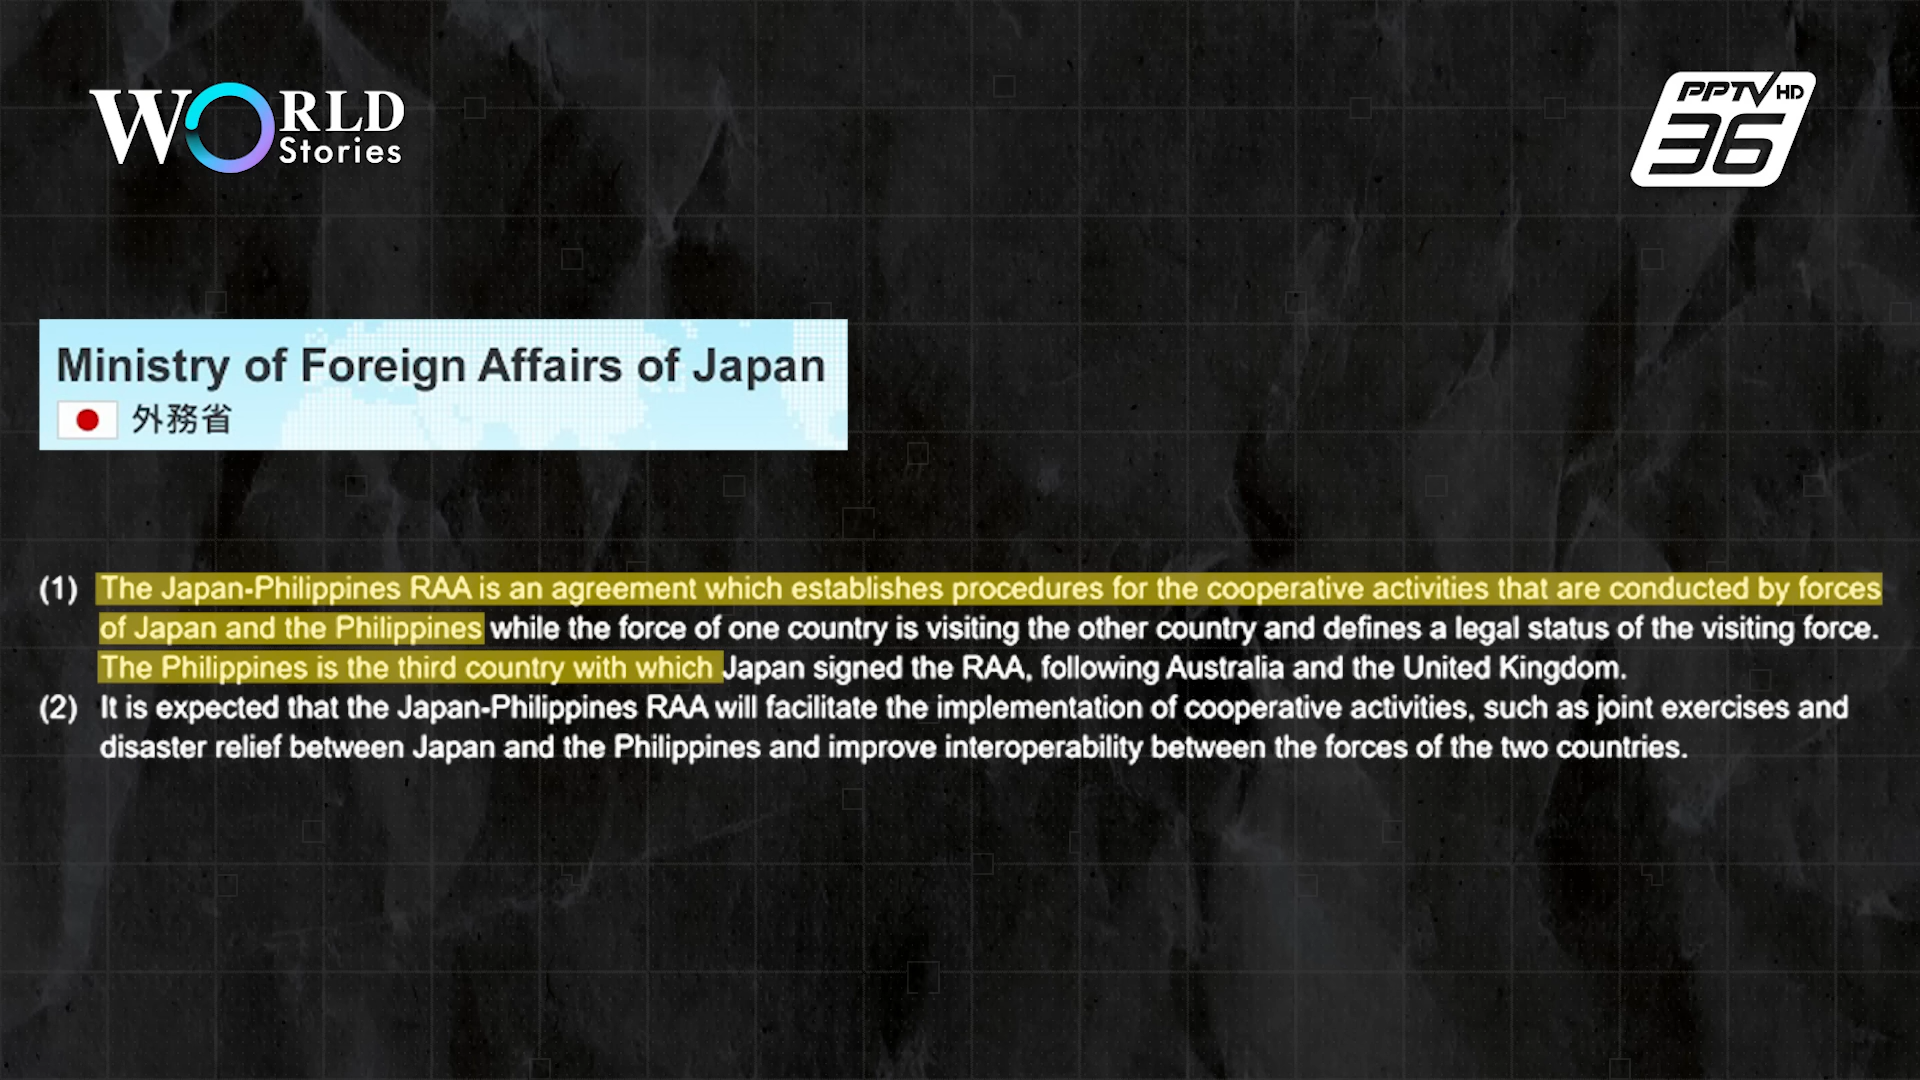 WORLD
Stories
PPTV HD
36
Ministry of Foreign Affairs of Japan
外務省
(1) The Japan-Philippines RAA is an agreement which establishes procedures for the cooperative activities that are conducted by forces
of Japan and the Philippines while the force of one country is visiting the other country and defines a legal status of the visiting force.
The Philippines is the third country with which Japan signed the RAA, following Australia and the United Kingdom.
(2) It is expected that the Japan-Philippines RAA will facilitate the implementation of cooperative activities, such as joint exercises and
disaster relief between Japan and the Philippines and improve interoperability between the forces of the two countries.